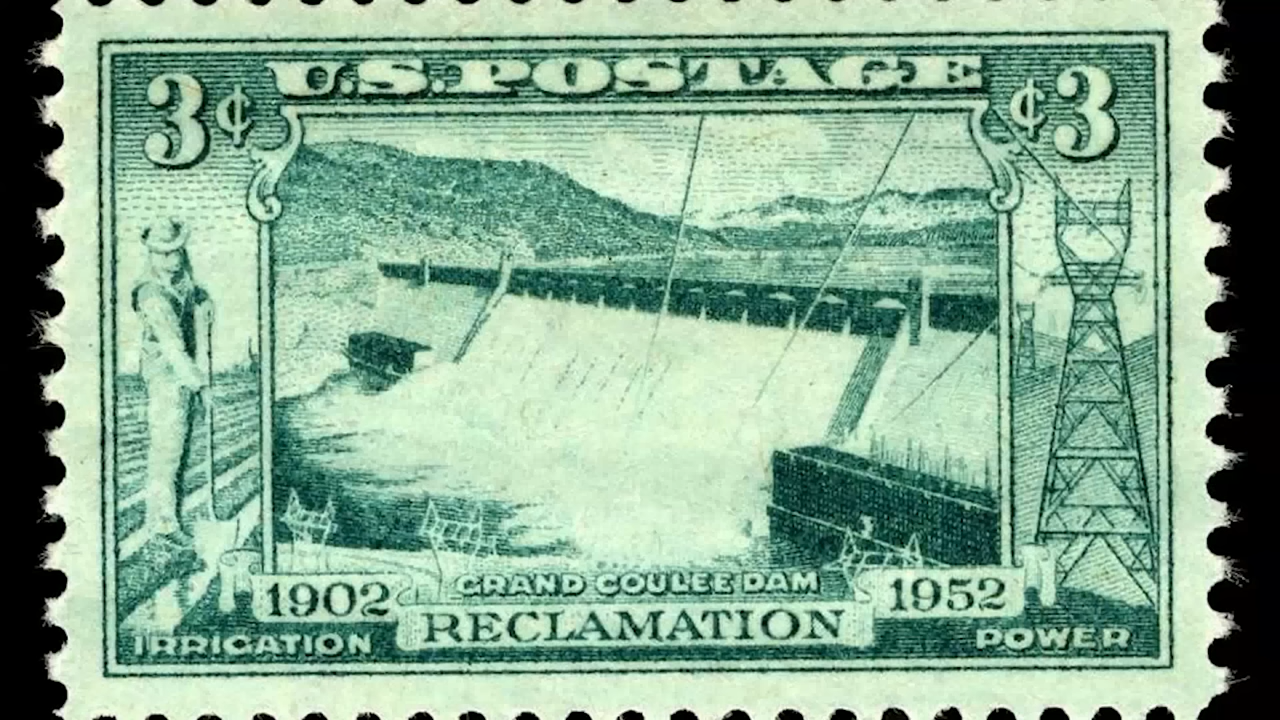 U.S. POSTAGE
3¢
¢3
GRAND COULEE DAM
1902
1952
RECLAMATION
IRRIGATION
POWER